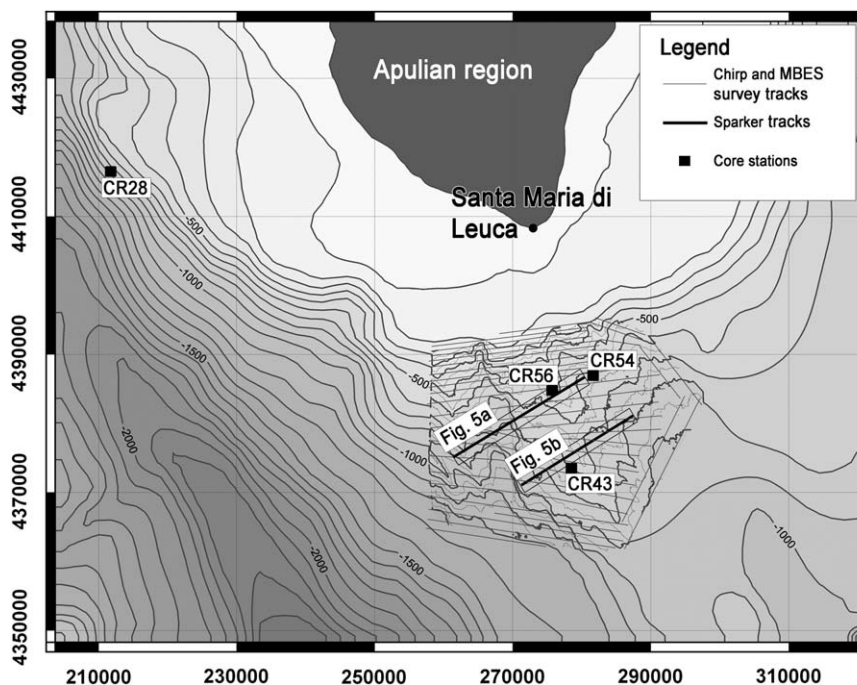 Legend
Chirp and MBES
survey tracks
Sparker tracks
Core stations
Apulian region
Santa Maria di
Leuca
CR28
CR56
CR54
CR43
Fig. 5a
Fig. 5b
-500
-1000
-1500
-2000
-2000
-1500
-1000
-500
-500
-1000
4430000
4410000
4390000
4370000
4350000
210000
230000
250000
270000
290000
310000